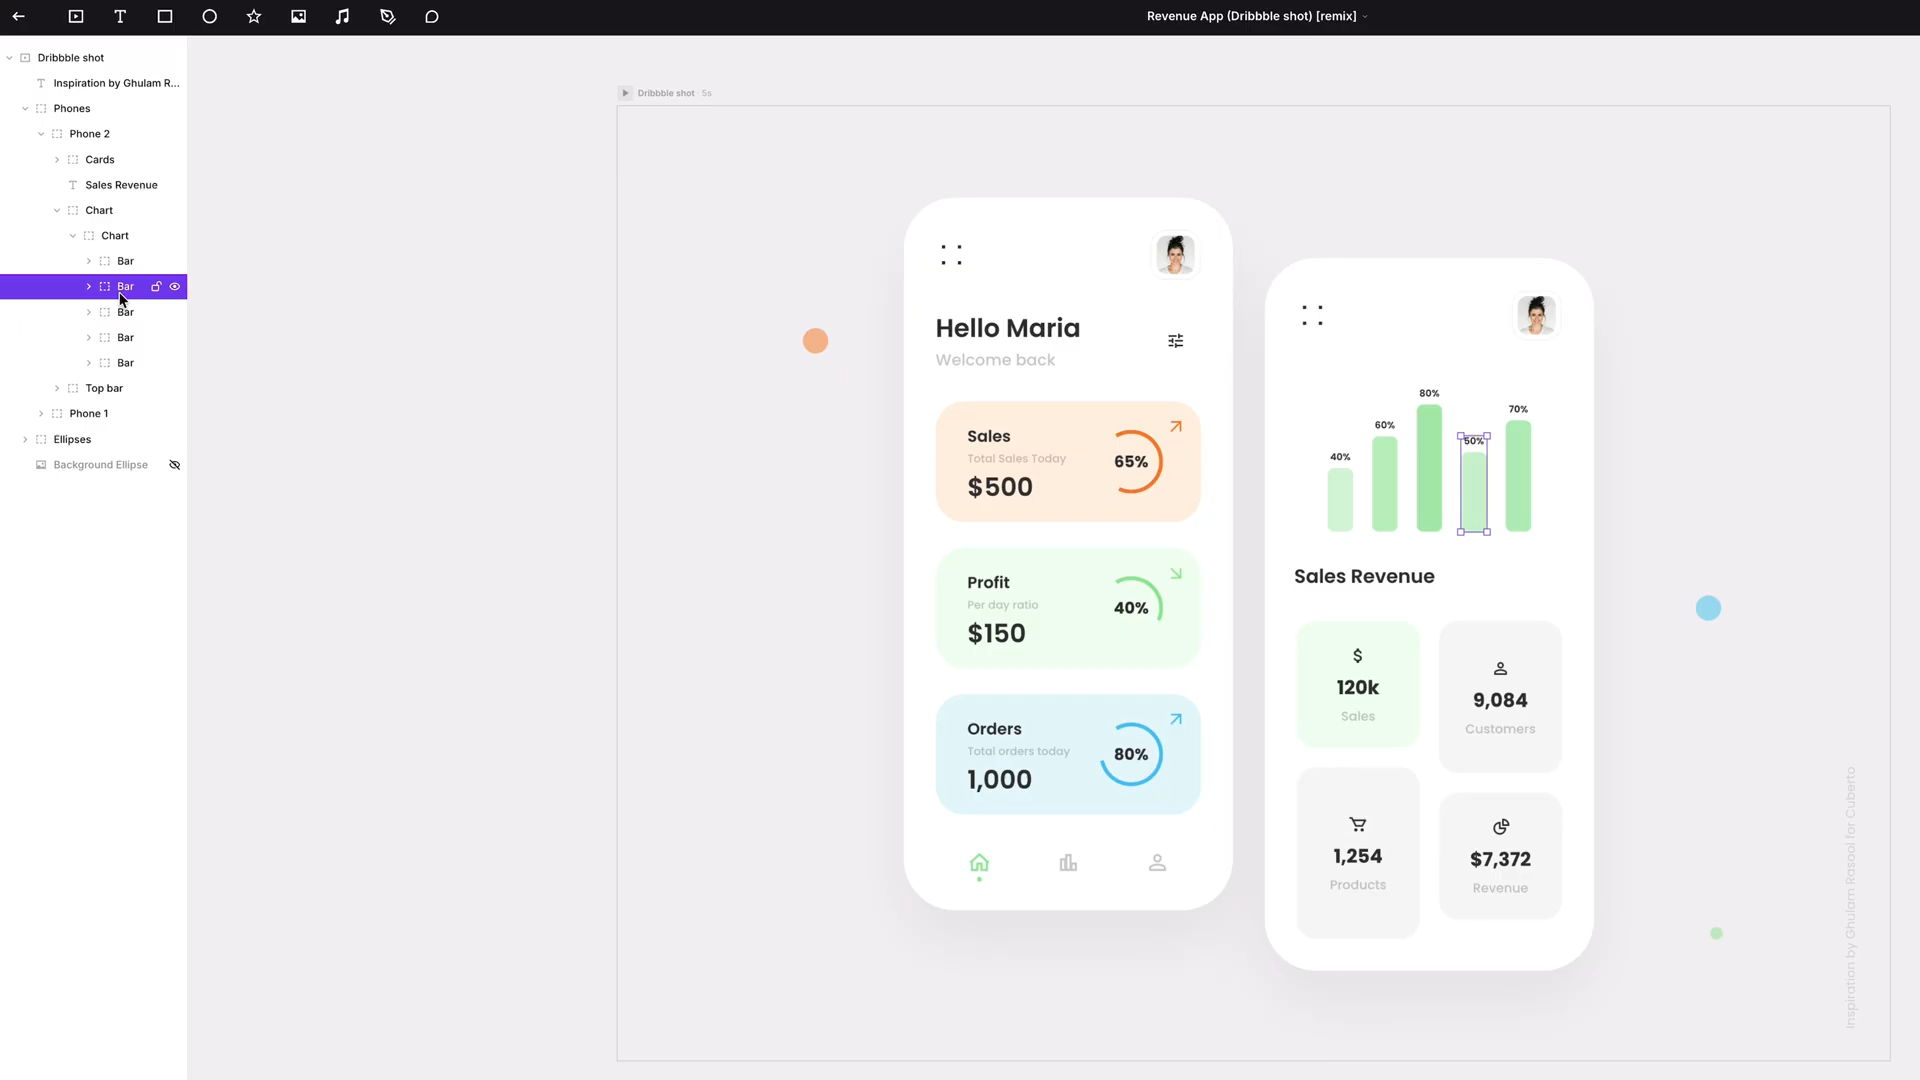 Revenue App (Dribbble shot) [remix]
Dribbble shot
Inspiration by Ghulam R...
Phones
Phone 2
Cards
Sales Revenue
Chart
Chart
Bar
Bar
Bar
Bar
Bar
Top bar
Phone 1
Ellipses
Background Ellipse
Dribbble shot · 5s
Hello Maria
Welcome back
Sales
Total Sales Today
$500
65%
Profit
Per day ratio
$150
40%
Orders
Total orders today
1,000
80%
40%
60%
80%
50%
70%
Sales Revenue
$
120k
Sales
9,084
Customers
1,254
Products
$7,372
Revenue
Inspiration by Ghulam Rasool for Cuberto